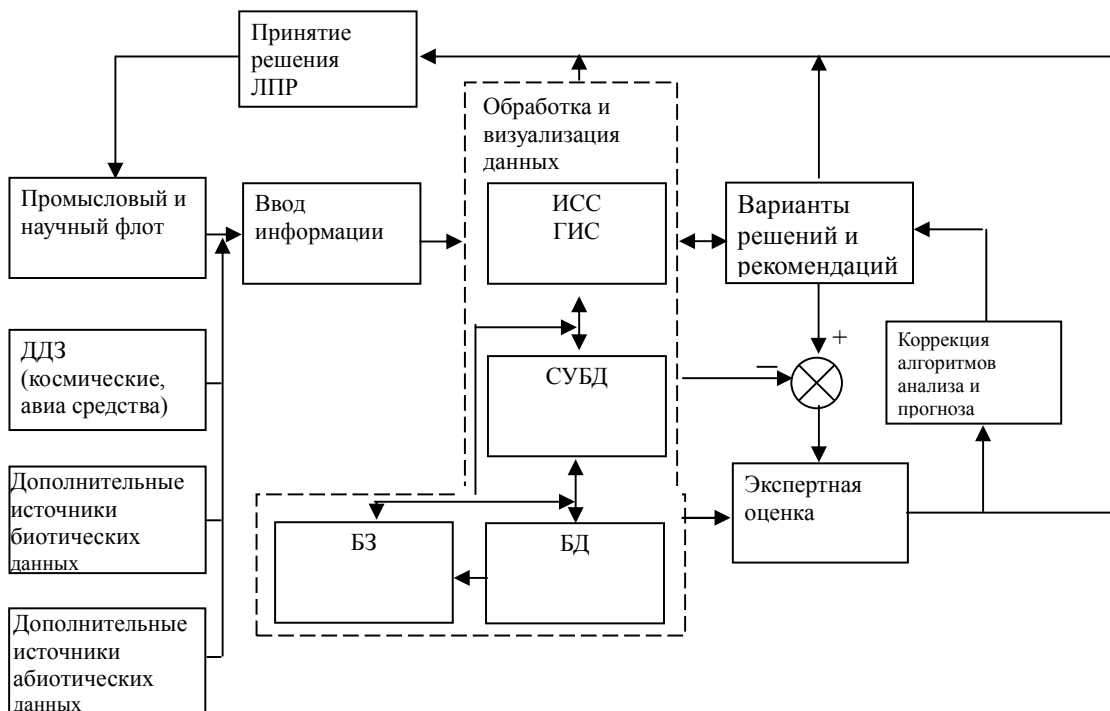 Принятие
решения
ЛПР
Обработка и
визуализация
данных
Промысловый и
научный флот
Ввод
информации
ИСС
ГИС
Варианты
решений и
рекомендаций
ДДЗ
(космические,
авиа средства)
СУБД
+
−
Коррекция
алгоритмов
анализа и
прогноза
Дополнительные
источники
биотических
данных
БЗ
БД
Экспертная
оценка
Дополнительные
источники
абиотических
данных